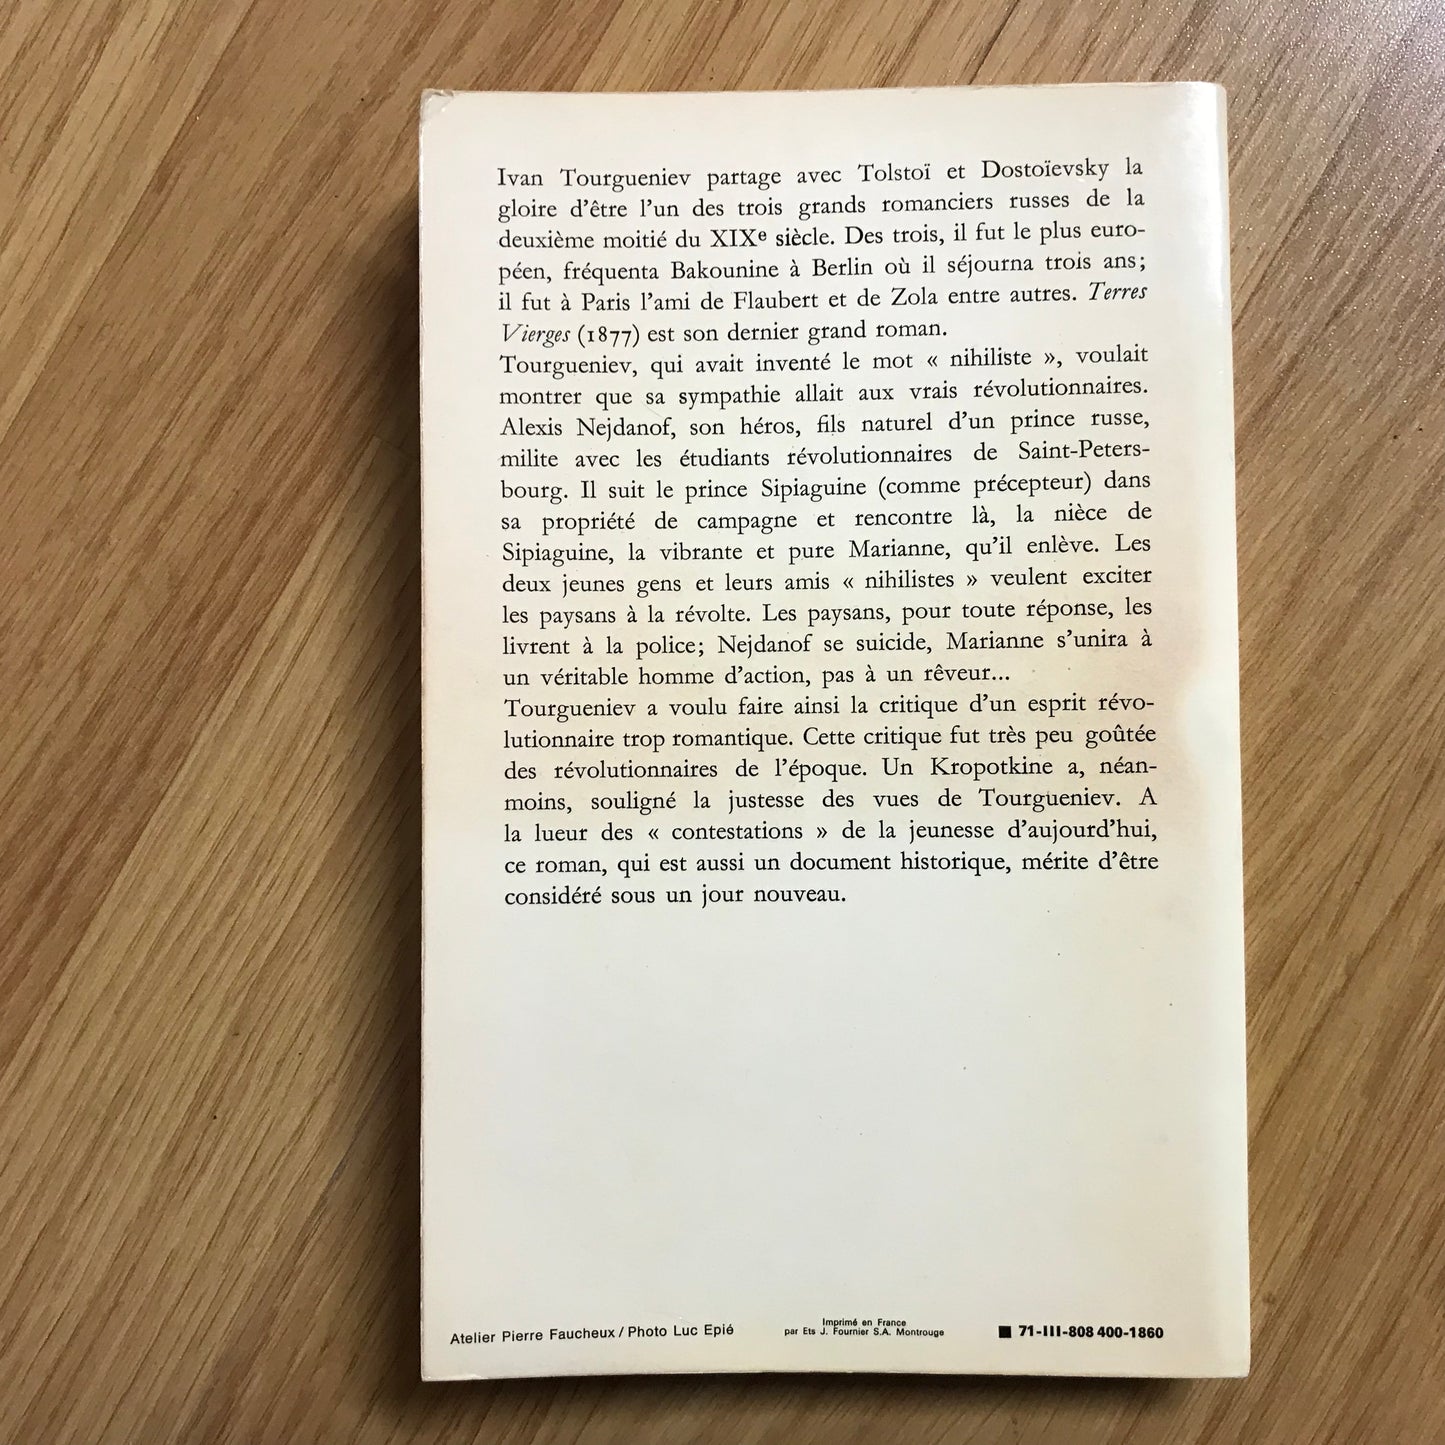 Ivan Tourgueniev partage avec Tolstoï et Dostoïevsky la
gloire d'être l'un des trois grands romanciers russes de la
deuxième moitié du XIXe siècle. Des trois, il fut le plus euro-
péen, fréquenta Bakounine à Berlin où il séjourna trois ans;
il fut à Paris l'ami de Flaubert et de Zola entre autres. Terres
Vierges (1877) est son dernier grand roman.
Tourgueniev, qui avait inventé le mot « nihiliste », voulait
montrer que sa sympathie allait aux vrais révolutionnaires.
Alexis Nejdanof, son héros, fils naturel d'un prince russe,
milite avec les étudiants révolutionnaires de Saint-Peters-
bourg. Il suit le prince Sipiaguine (comme précepteur) dans
sa propriété de campagne et rencontre là, la nièce de
Sipiaguine, la vibrante et pure Marianne, qu'il enlève. Les
deux jeunes gens et leurs amis « nihilistes » veulent exciter
les paysans à la révolte. Les paysans, pour toute réponse, les
livrent à la police; Nejdanof se suicide, Marianne s'unira à
un véritable homme d'action, pas à un rêveur...
Tourgueniev a voulu faire ainsi la critique d'un esprit révo-
lutionnaire trop romantique. Cette critique fut très peu goûtée
des révolutionnaires de l'époque. Un Kropotkine a, néan-
moins, souligné la justesse des vues de Tourgueniev. A
la lueur des « contestations » de la jeunesse d'aujourd'hui,
ce roman, qui est aussi un document historique, mérite d'être
considéré sous un jour nouveau.
Atelier Pierre Faucheux / Photo Luc Epié
Imprimé en France
par Ets J. Fournier S.A. Montrouge
■ 71-III-808 400-1860